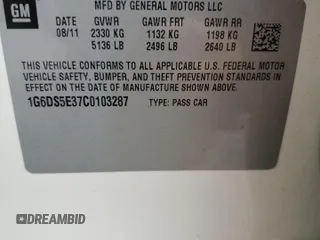 GM
MFD BY GENERAL MOTORS LLC
08/11 GVWR GAWR FRT GAWR RR
2330 KG 1132 KG 1198 KG
5136 LB 2496 LB 2640 LB
THIS VEHICLE CONFORMS TO ALL APPLICABLE U.S. FEDERAL MOTOR
VEHICLE SAFETY, BUMPER, AND THEFT PREVENTION STANDARDS
IN EFFECT ON THE DATE OF MANUFACTURE SHOWN ABOVE.
1G6DS5E37C0103287 TYPE: PASS CAR
DREAMBID